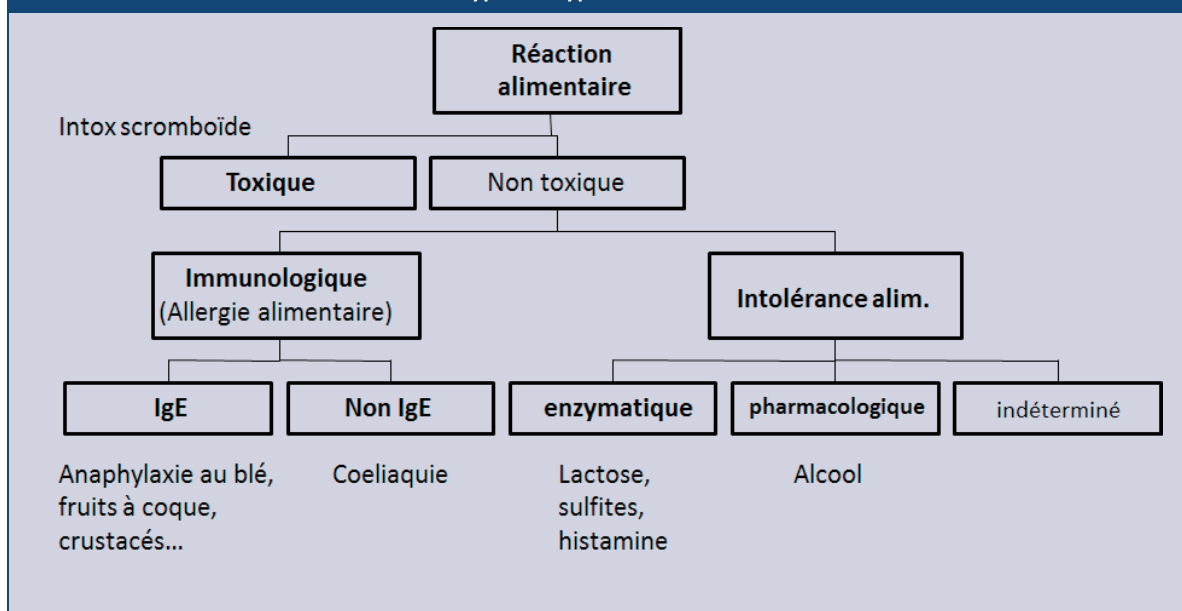 Réaction
alimentaire
Intox scromboïde
Toxique
Non toxique
Immunologique
(Allergie alimentaire)
Intolérance alim.
IgE
Non IgE
enzymatique
pharmacologique
indéterminé
Anaphylaxie au blé,
fruits à coque,
crustacés...
Coeliaquie
Lactose,
sulfites,
histamine
Alcool